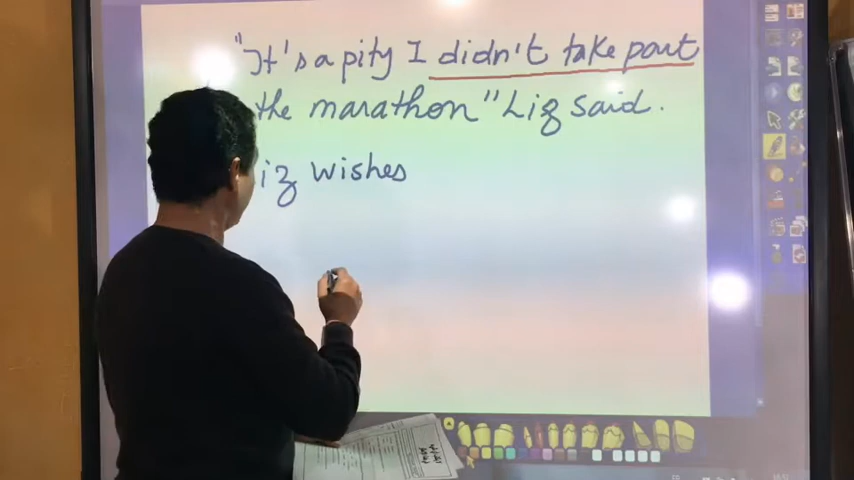 "It's a pity I didn't take part
the marathon" Liz said.
iz wishes